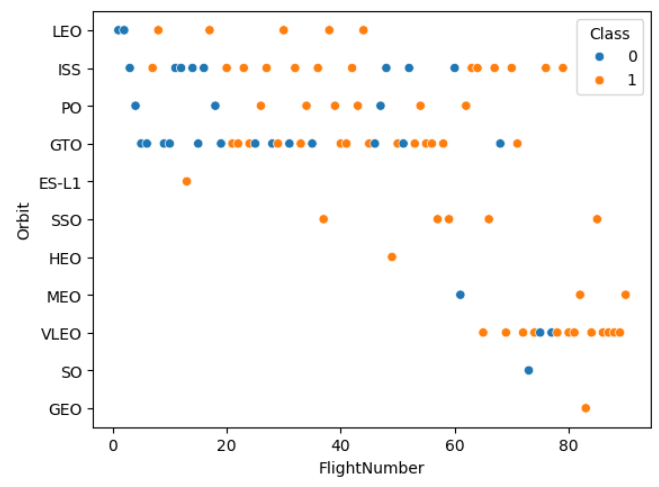 LEO
ISS
PO
GTO
ES-L1
SSO
HEO
MEO
VLEO
SO
GEO
Orbit
Class
0
1
0 20 40 60 80
FlightNumber